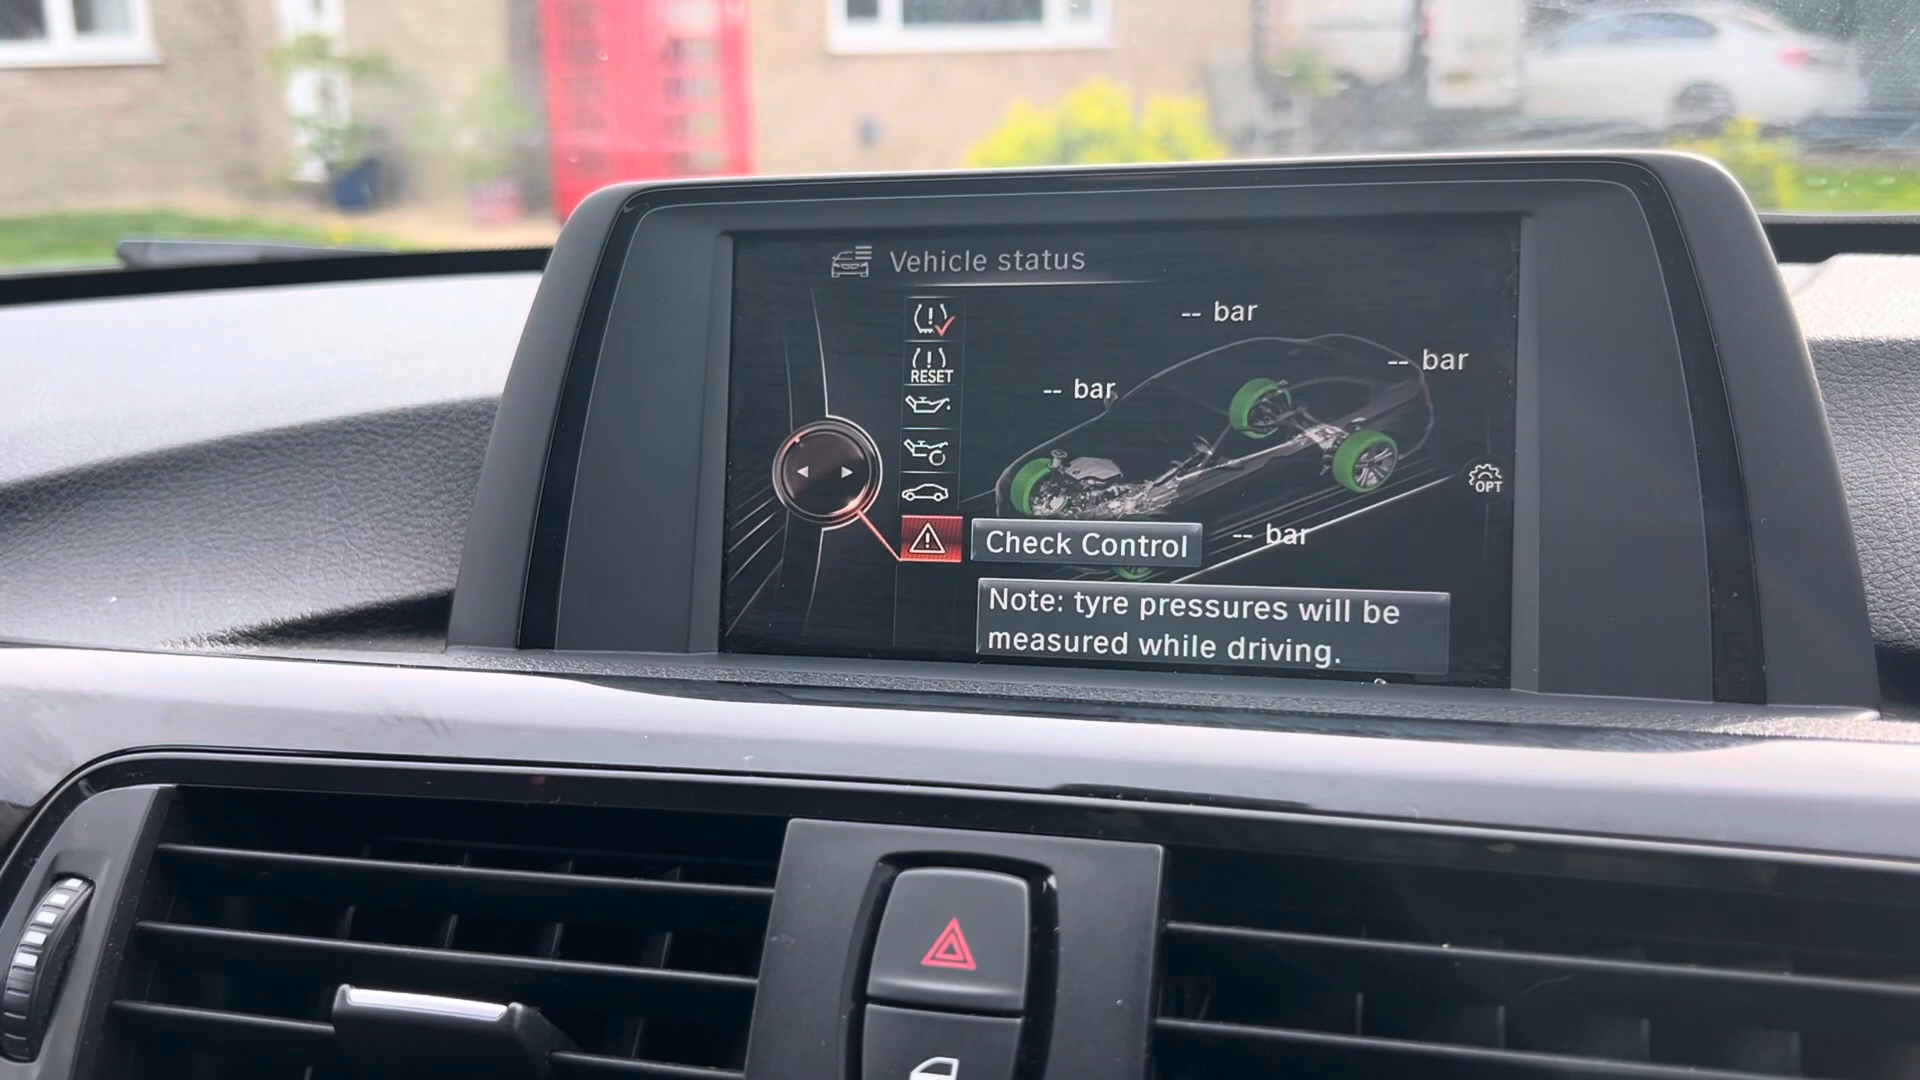 Vehicle status
-- bar
-- bar
-- bar
RESET
OPT
Check Control
-- bar
Note: tyre pressures will be
measured while driving.